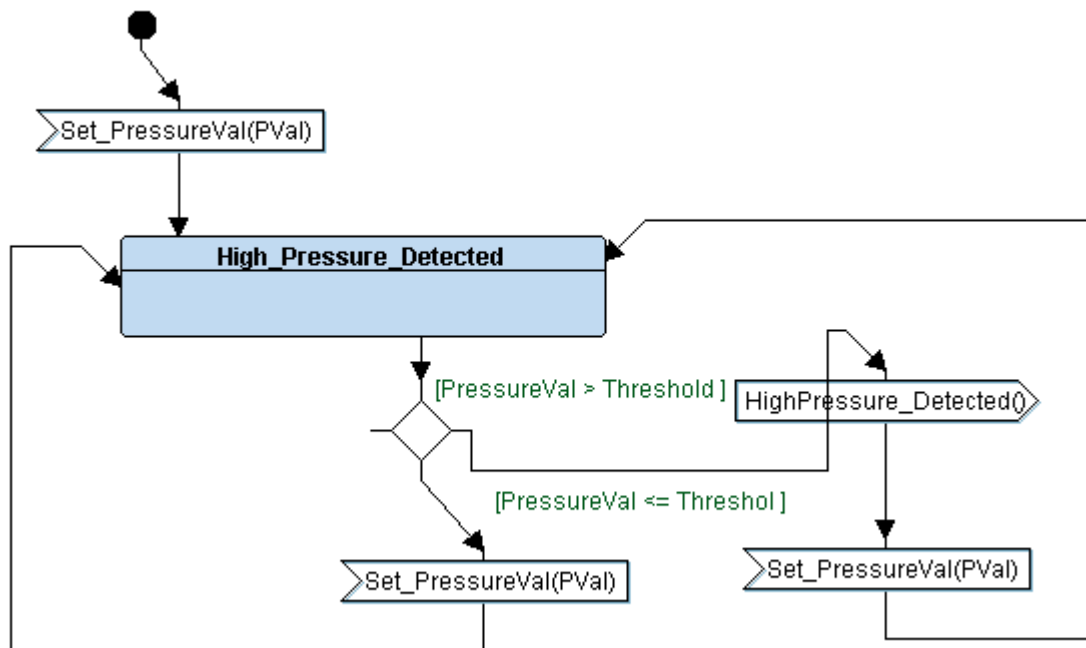 Set_PressureVal(PVal)
High_Pressure_Detected
[PressureVal > Threshold ]
HighPressure_Detected()
[PressureVal <= Threshol ]
Set_PressureVal(PVal)
Set_PressureVal(PVal)